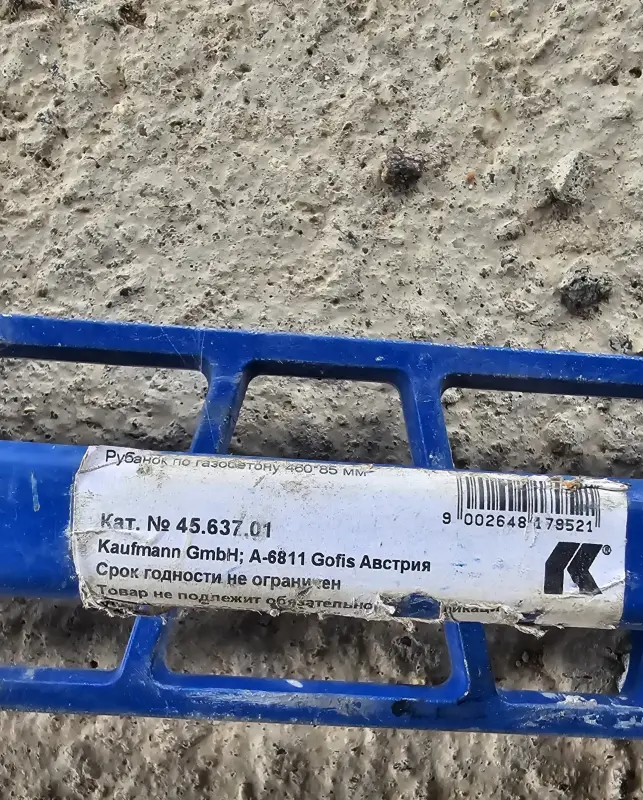 Рубанок по газобетону 460*85 мм
Кат. № 45.637.01
9 002648 179521
Kaufmann GmbH; A-6811 Gofis Австрия
K®
Срок годности не ограничен
Товар не подлежит обязательно